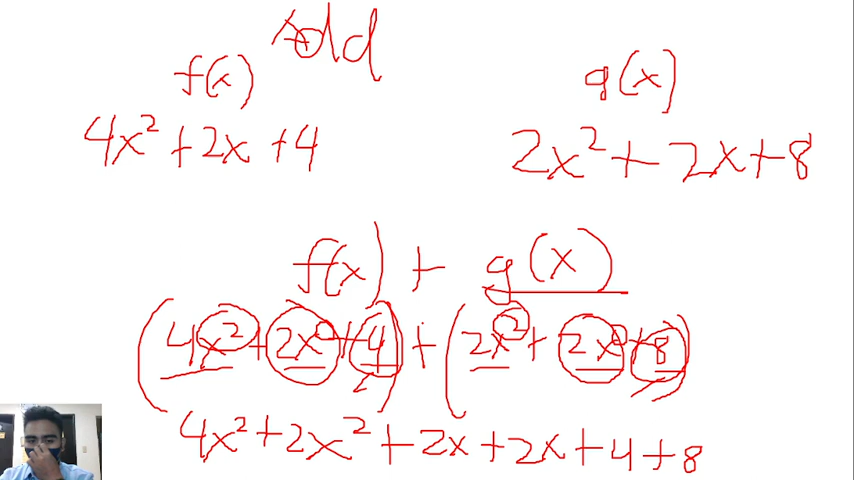 Add
f(x) g(x)
4x² + 2x + 4 2x² + 2x + 8
f(x) + g(x)
(4x² + 2x + 4) + (2x² + 2x + 8)
4x² + 2x² + 2x + 2x + 4 + 8